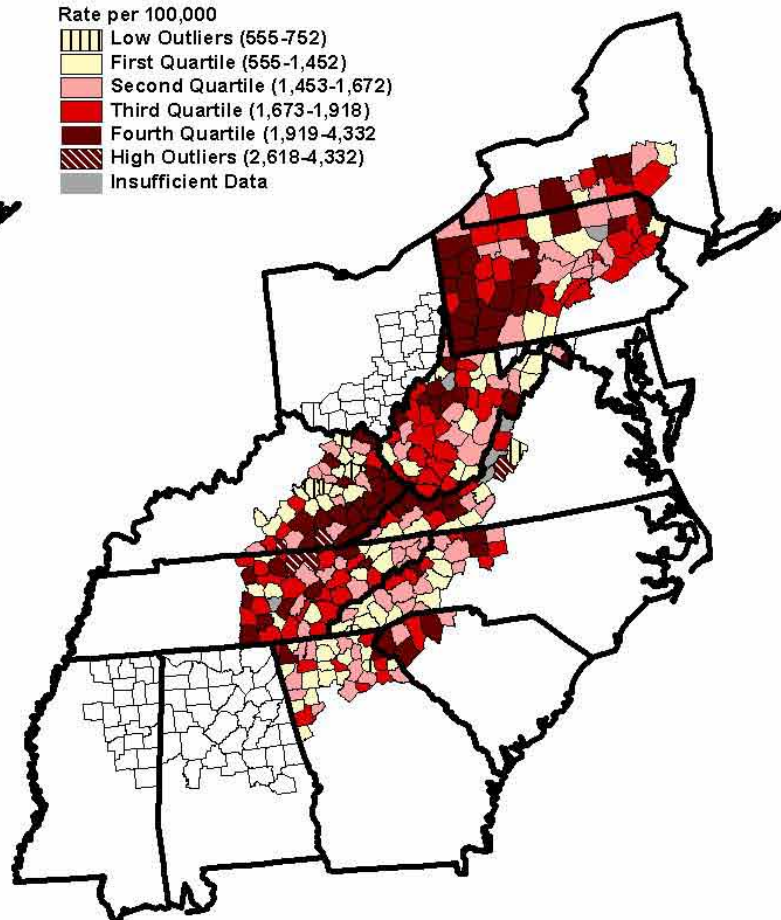 Rate per 100,000
Low Outliers (555-752)
First Quartile (555-1,452)
Second Quartile (1,453-1,672)
Third Quartile (1,673-1,918)
Fourth Quartile (1,919-4,332
High Outliers (2,618-4,332)
Insufficient Data